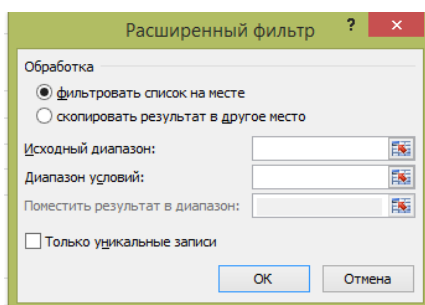 Расширенный фильтр ? ×
Обработка
фильтровать список на месте
скопировать результат в другое место
Исходный диапазон:
Диапазон условий:
Поместить результат в диапазон:
Только уникальные записи
ОК Отмена